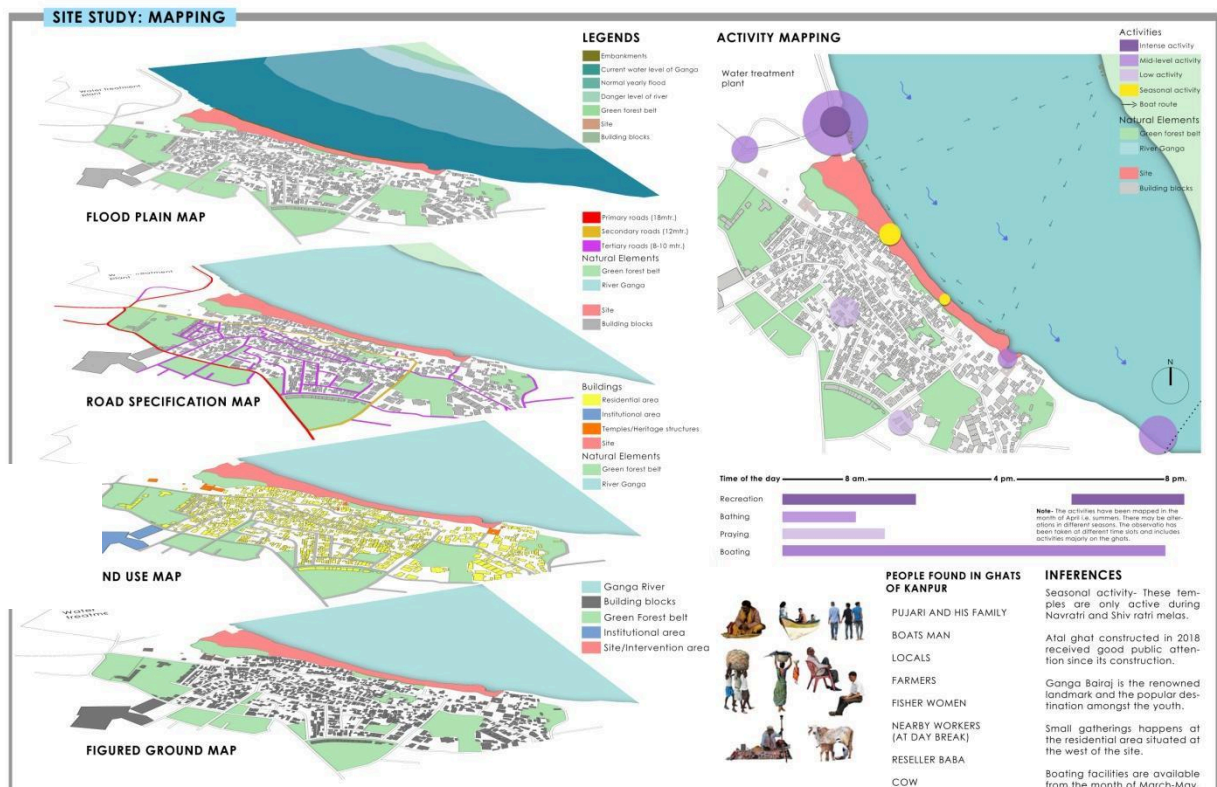 SITE STUDY: MAPPING
Water treatment
plant
FLOOD PLAIN MAP
LEGENDS
Embankments
Current water level of Ganga
Normal yearly flood
Danger level of river
Green forest belt
Site
Building blocks
ROAD SPECIFICATION MAP
Primary roads (18mtr.)
Secondary roads (12mtr.)
Tertiary roads (8-10 mtr.)
Natural Elements
Green forest belt
River Ganga
Site
Building blocks
ND USE MAP
Buildings
Residential area
Institutional area
Temples/Heritage structures
Site
Natural Elements
Green forest belt
River Ganga
Water
treatme
FIGURED GROUND MAP
Ganga River
Building blocks
Green Forest belt
Institutional area
Site/Intervention area
ACTIVITY MAPPING
Water treatment
plant
Activities
Intense activity
Mid-level activity
Low activity
Seasonal activity
Boat route
Natural Elements
Green forest belt
River Ganga
Site
Building blocks
N
Time of the day 8 am. 4 pm. 8 pm.
Recreation
Bathing
Praying
Boating
Note- The activities have been mapped in the
month of April i.e. summers. There may be alter-
ations in different seasons. The observatio has
been taken at different time slots and includes
activities majorly on the ghats.
PEOPLE FOUND IN GHATS
OF KANPUR
PUJARI AND HIS FAMILY
BOATS MAN
LOCALS
FARMERS
FISHER WOMEN
NEARBY WORKERS
(AT DAY BREAK)
RESELLER BABA
COW
INFERENCES
Seasonal activity- These tem-
ples are only active during
Navratri and Shiv ratri melas.
Atal ghat constructed in 2018
received good public atten-
tion since its construction.
Ganga Bairaj is the renowned
landmark and the popular des-
tination amongst the youth.
Small gatherings happens at
the residential area situated at
the west of the site.
Boating facilities are available
from the month of March-May.